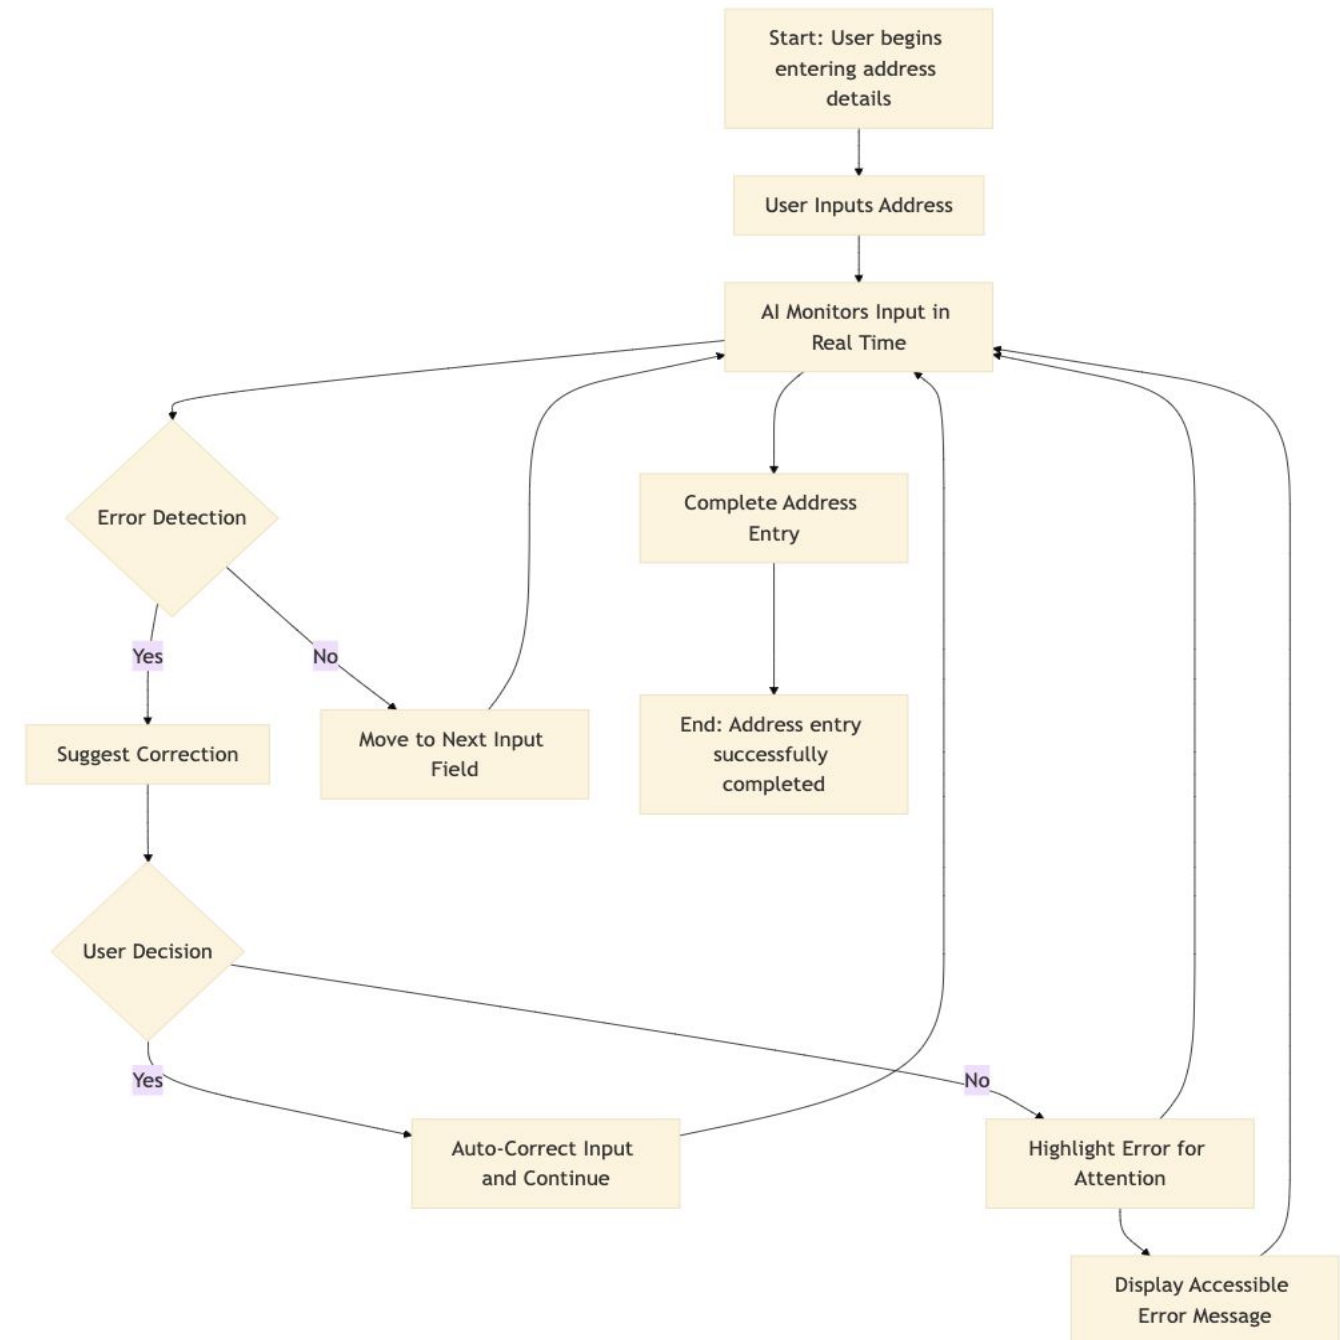 Start: User begins
entering address
details
User Inputs Address
AI Monitors Input in
Real Time
Complete Address
Entry
Error Detection
Yes
No
Suggest Correction
Move to Next Input
Field
End: Address entry
successfully
completed
User Decision
Yes
No
Auto-Correct Input
and Continue
Highlight Error for
Attention
Display Accessible
Error Message